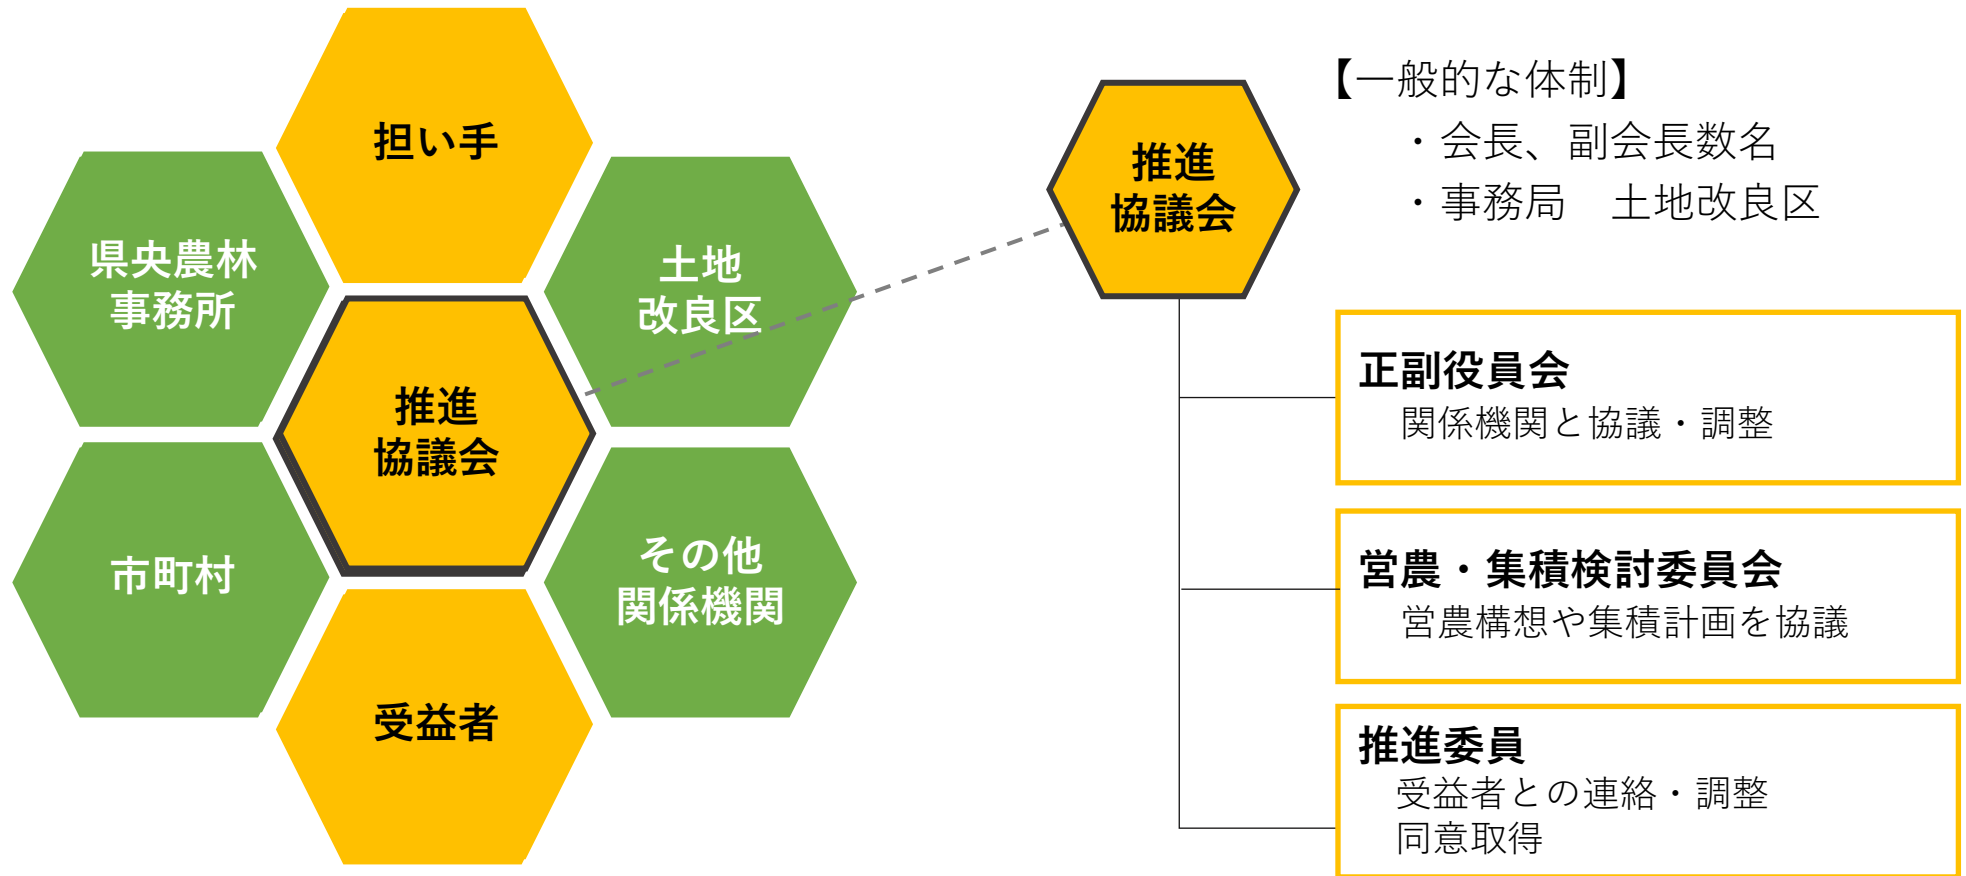 担い手
県央農林
事務所
土地
改良区
推進
協議会
市町村
その他
関係機関
受益者
推進
協議会
【一般的な体制】
・会長、副会長数名
・事務局　土地改良区
正副役員会
関係機関と協議・調整
営農・集積検討委員会
営農構想や集積計画を協議
推進委員
受益者との連絡・調整
同意取得